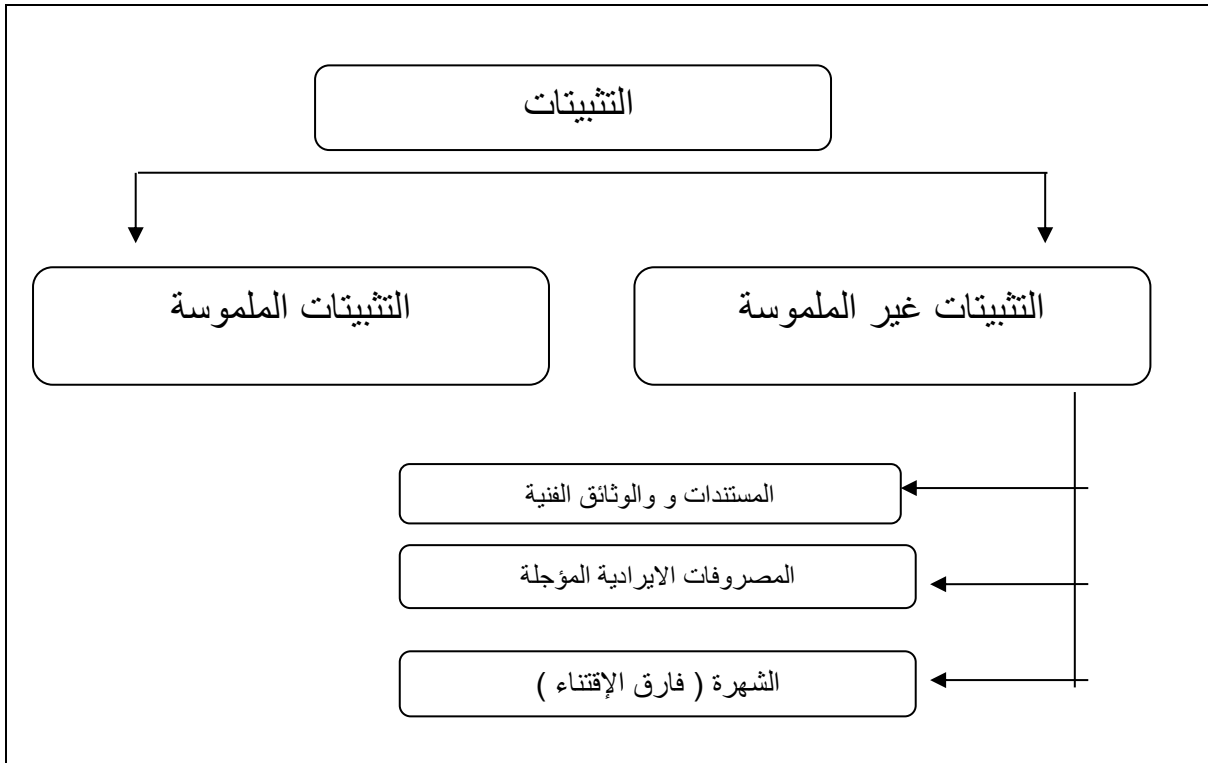 التثبيتات
التثبيتات غير الملموسة
التثبيتات الملموسة
المستندات و والوثائق الفنية
المصروفات الايرادية المؤجلة
الشهرة ( فارق الإقتناء )